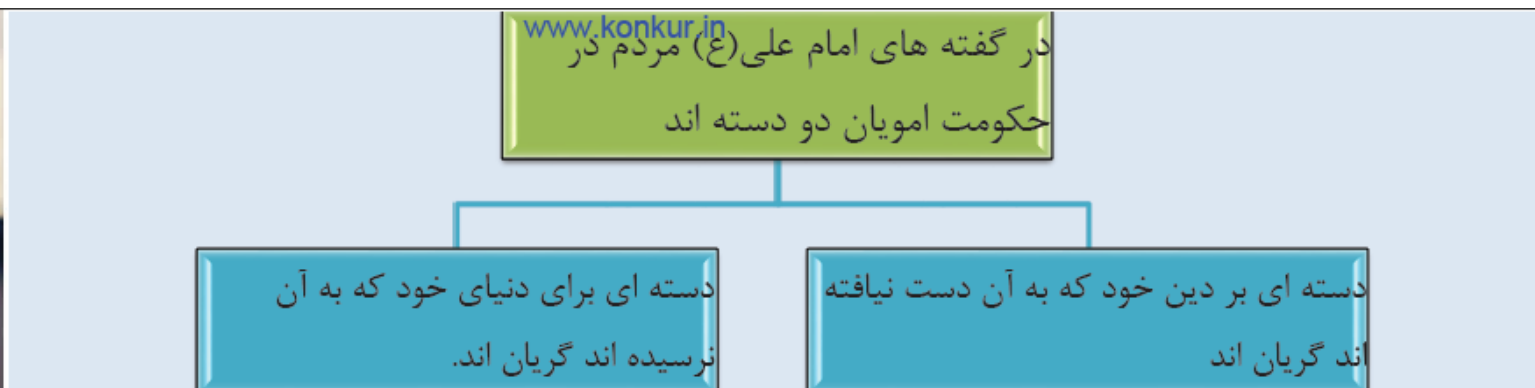 www.konkur.in
در گفته های امام علی(ع) مردم در
حکومت امویان دو دسته اند
دسته ای بر دین خود که به آن دست نیافته
اند گریان اند
دسته ای برای دنیای خود که به آن
نرسیده اند گریان اند.